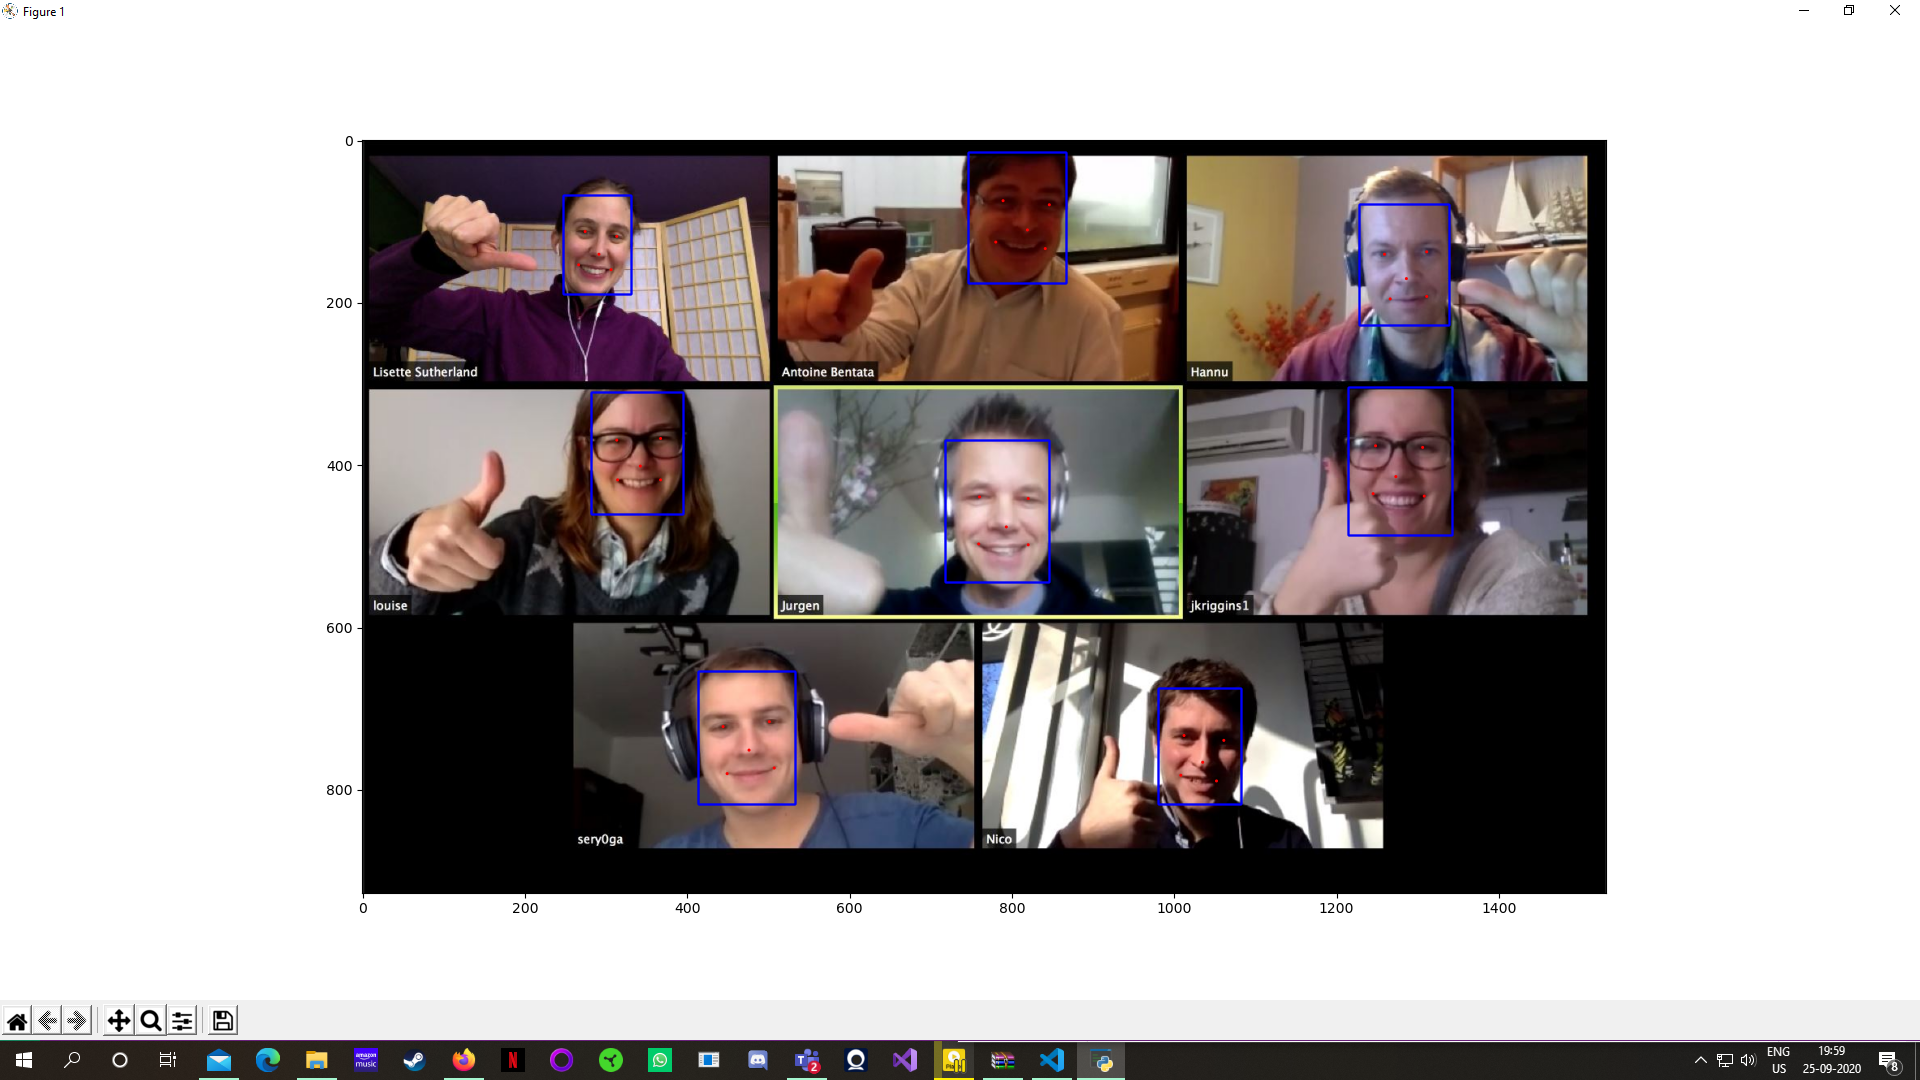 Figure 1
0
200
400
600
800
Lisette Sutherland
Antoine Bentata
Hannu
louise
Jurgen
jkriggins1
sery0ga
Nico
0
200
400
600
800
1000
1200
1400
amazon
music
N
2
ENG
US
19:59
25-09-2020
8